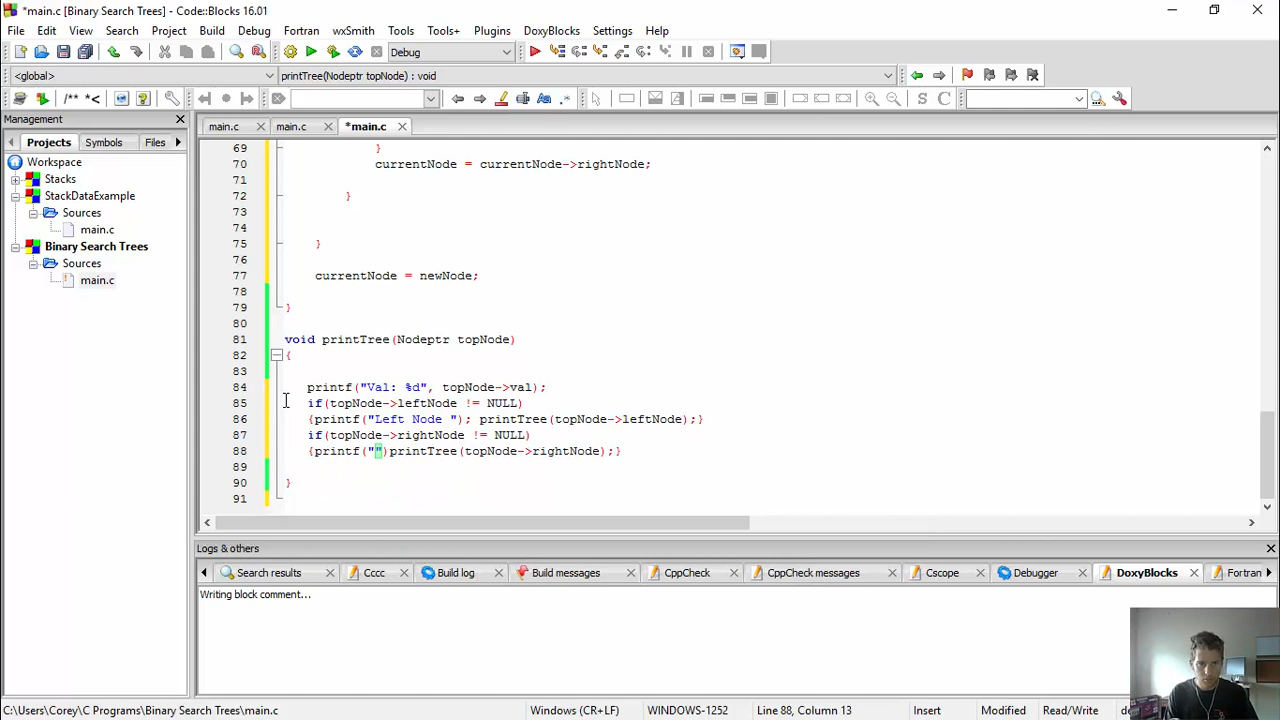 *main.c [Binary Search Trees] - Code::Blocks 16.01
File Edit View Search Project Build Debug Fortran wxSmith Tools Tools+ Plugins DoxyBlocks Settings Help
Debug
<global>
printTree(Nodeptr topNode) : void
/** *<
S C
Management
main.c
main.c
*main.c
Projects Symbols Files
Workspace
Stacks
StackDataExample
Sources
main.c
Binary Search Trees
Sources
main.c
69 }
70 currentNode = currentNode->rightNode;
71
72 }
73
74
75 }
76
77 currentNode = newNode;
78
79 }
80
81 void printTree(Nodeptr topNode)
82 {
83
84 printf("Val: %d", topNode->val);
85 if(topNode->leftNode != NULL)
86 {printf("Left Node "); printTree(topNode->leftNode);}
87 if(topNode->rightNode != NULL)
88 {printf("")printTree(topNode->rightNode);}
89
90 }
91
Logs & others
Search results Cccc Build log Build messages CppCheck CppCheck messages Cscope Debugger DoxyBlocks Fortran
Writing block comment...
C:\Users\Corey\C Programs\Binary Search Trees\main.c Windows (CR+LF) WINDOWS-1252 Line 88, Column 13 Insert Modified Read/Write